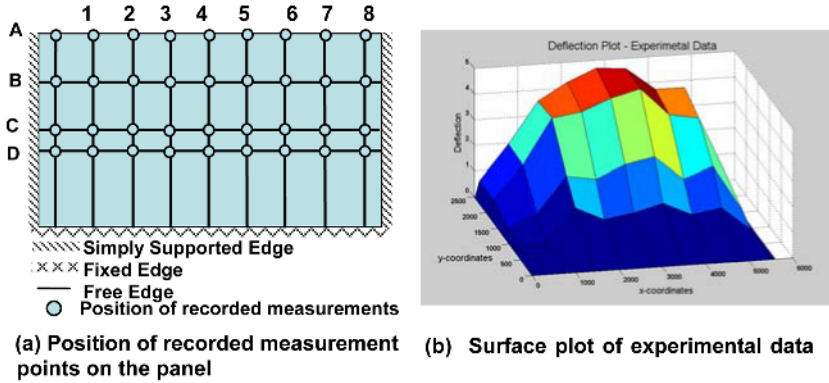 1 2 3 4 5 6 7 8
A
B
C
D
Simply Supported Edge
Fixed Edge
Free Edge
Position of recorded measurements
(a) Position of recorded measurement
points on the panel
Deflection Plot - Experimetal Data
Deflection
5
4
3
2
1
0
2500
2000
1500
1000
500
0
y-coordinates
0
1000
2000
3000
4000
5000
6000
x-coordinates
(b) Surface plot of experimental data